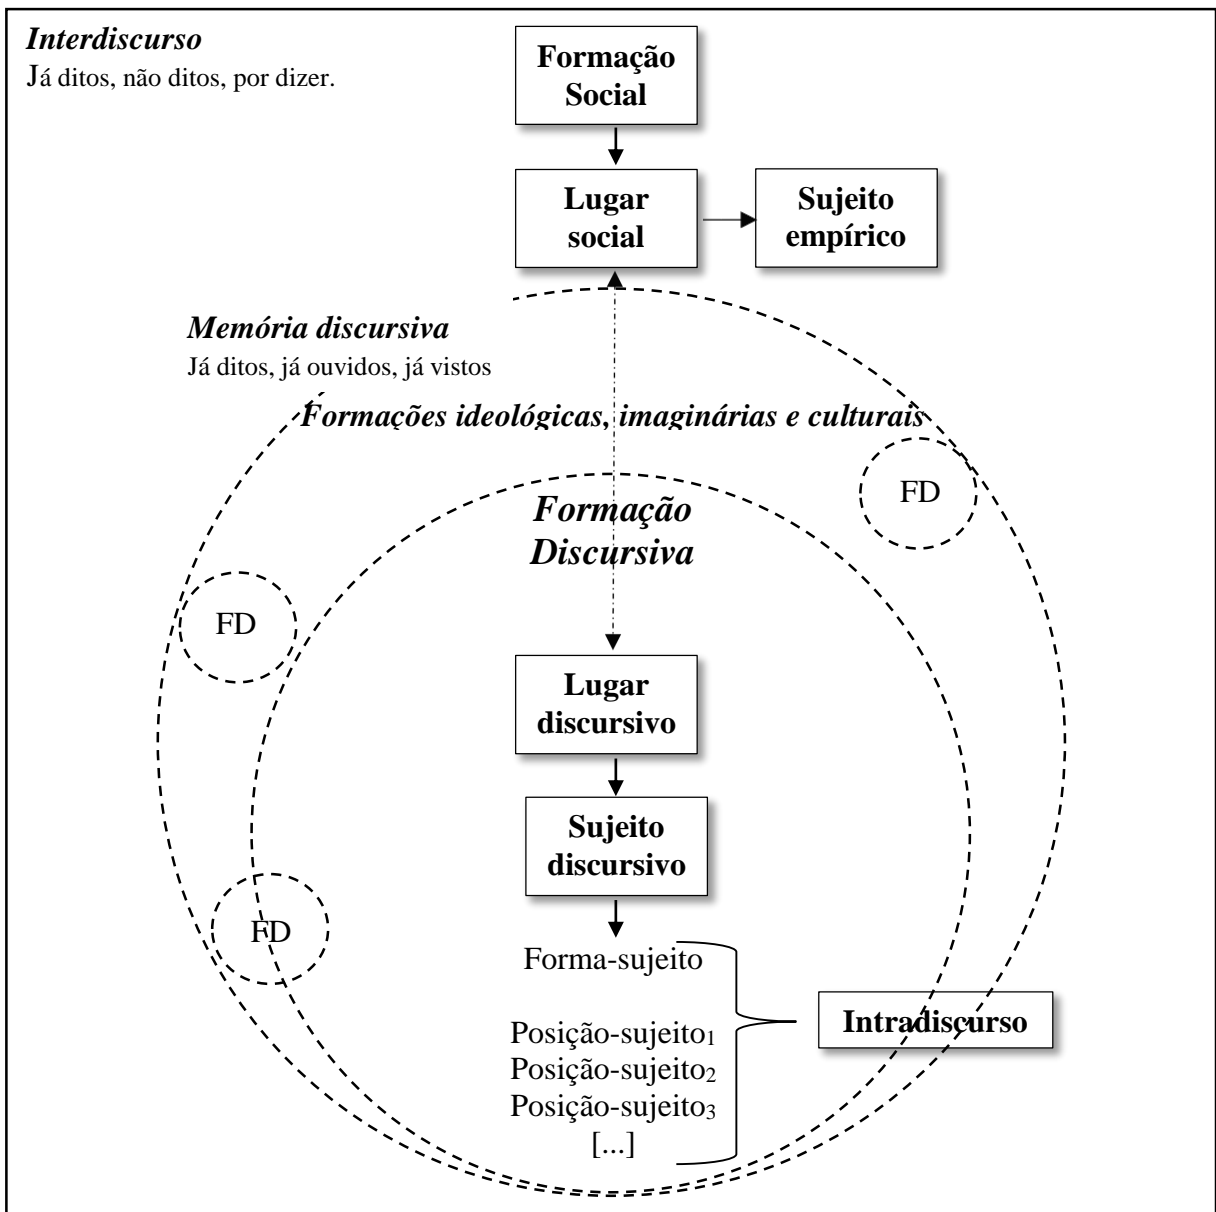 Interdiscurso
Já ditos, não ditos, por dizer.
Formação
Social
Lugar
social
Sujeito
empírico
Memória discursiva
Já ditos, já ouvidos, já vistos
Formações ideológicas, imaginárias e culturais
FD
Formação
Discursiva
FD
Lugar
discursivo
Sujeito
discursivo
FD
Forma-sujeito
Intradiscurso
Posição-sujeito₁
Posição-sujeito₂
Posição-sujeito₃
[...]